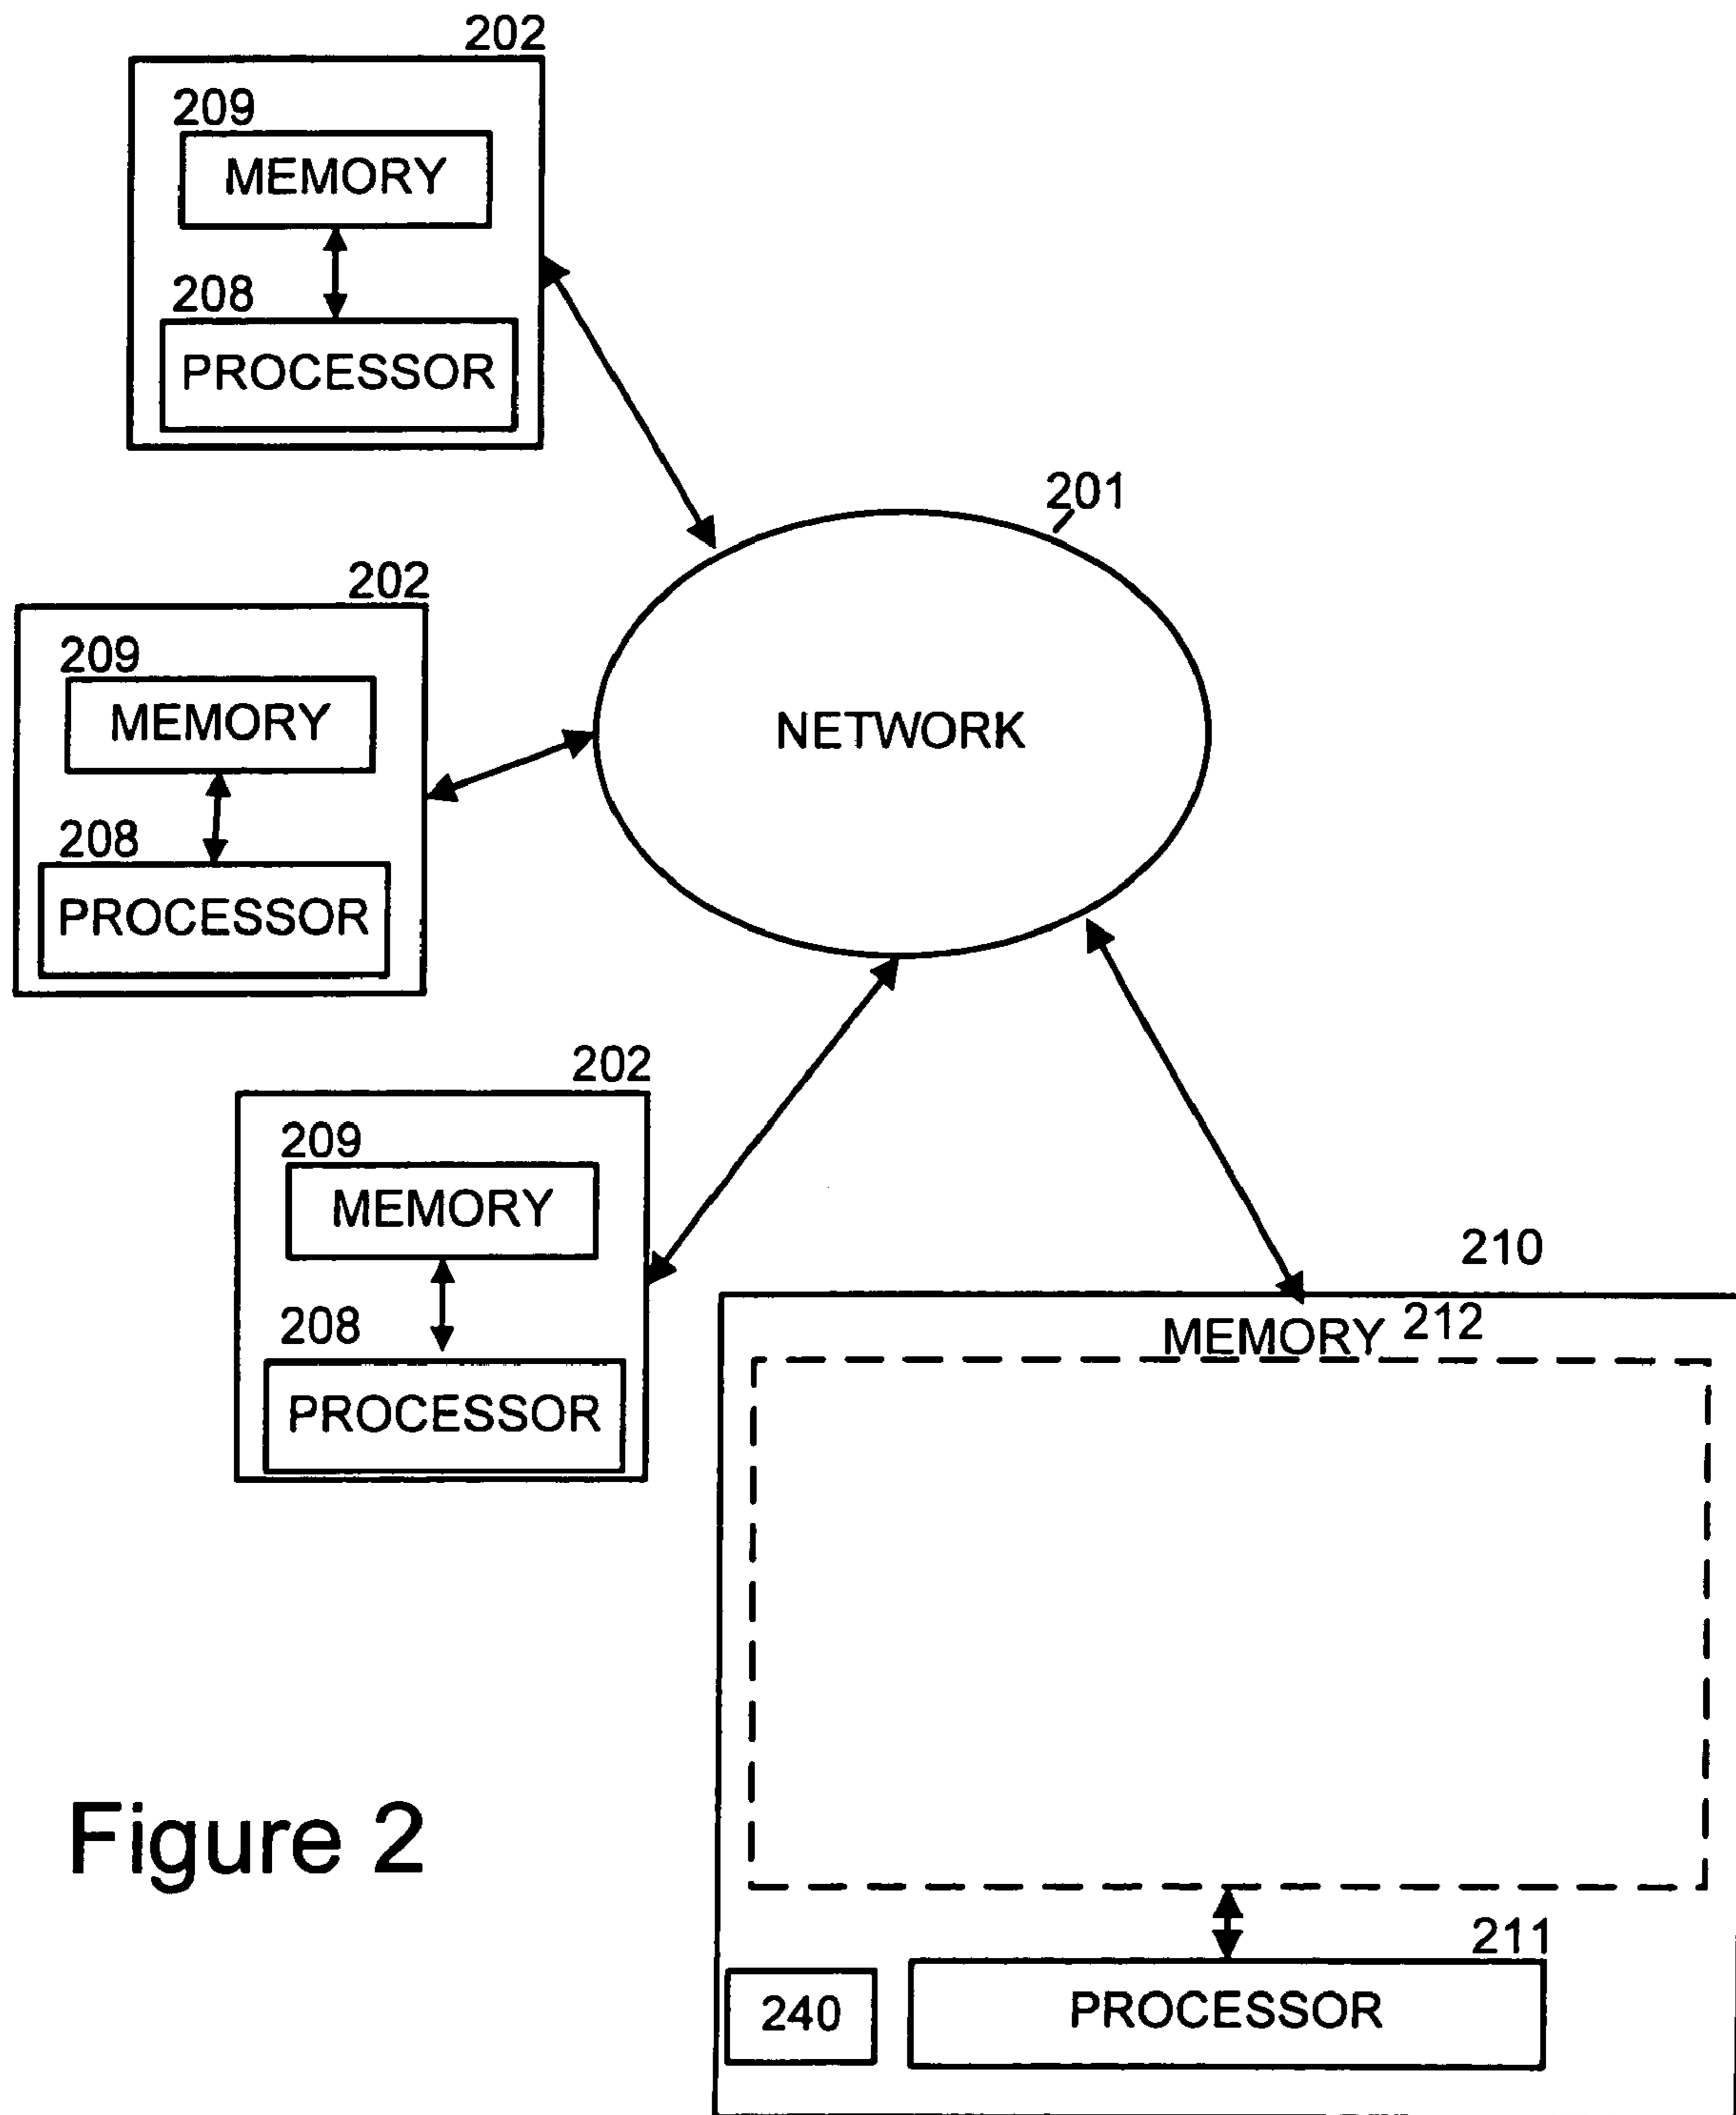 202
209
MEMORY
208
PROCESSOR
201
NETWORK
202
209
MEMORY
208
PROCESSOR
202
209
MEMORY
208
PROCESSOR
210
MEMORY 212
211
240
PROCESSOR
Figure 2